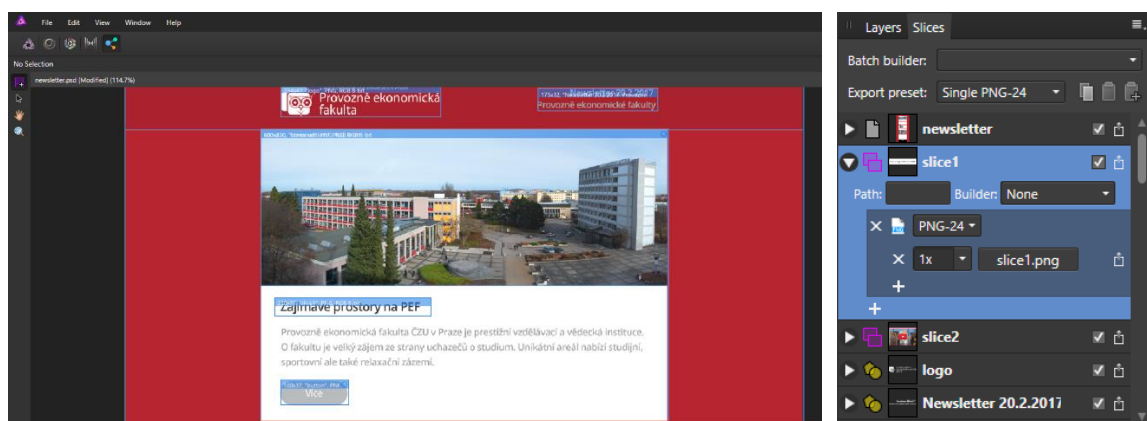 File Edit View Window Help
No Selection
newsletter.psd [Modified] (114.7%)
Provozně ekonomická
fakulta
Provozně ekonomické fakulty
Zajímavé prostory na PEF
Provozně ekonomická fakulta ČZU v Praze je prestižní vzdělávací a vědecká instituce.
O fakultu je velký zájem ze strany uchazečů o studium. Unikátní areál nabízí studijní,
sportovní ale také relaxační zázemí.
Více
Layers Slices
Batch builder:
Export preset: Single PNG-24
newsletter
slice1
Path: Builder: None
PNG-24
1x slice1.png
slice2
logo
Newsletter 20.2.2017